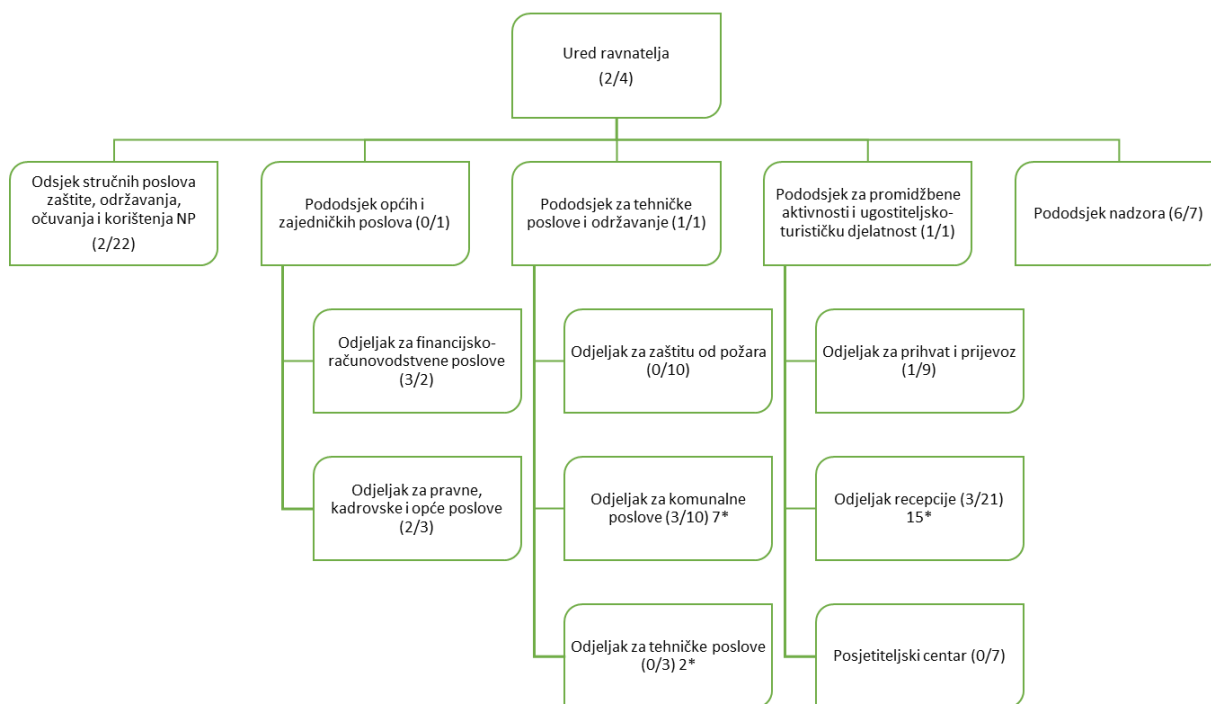 Ured ravnatelja
(2/4)
Odsjek stručnih poslova
zaštite, održavanja,
očuvanja i korištenja NP
(2/22)
Pododsjek općih i
zajedničkih poslova (0/1)
Pododsjek za tehničke
poslove i održavanje (1/1)
Pododsjek za promidžbene
aktivnosti i ugostiteljsko-
turističku djelatnost (1/1)
Pododsjek nadzora (6/7)
Odjeljak za financijsko-
računovodstvene poslove
(3/2)
Odjeljak za zaštitu od požara
(0/10)
Odjeljak za prihvat i prijevoz
(1/9)
Odjeljak za pravne,
kadrovske i opće poslove
(2/3)
Odjeljak za komunalne
poslove (3/10) 7*
Odjeljak recepcije (3/21)
15*
Odjeljak za tehničke poslove
(0/3) 2*
Posjetiteljski centar (0/7)